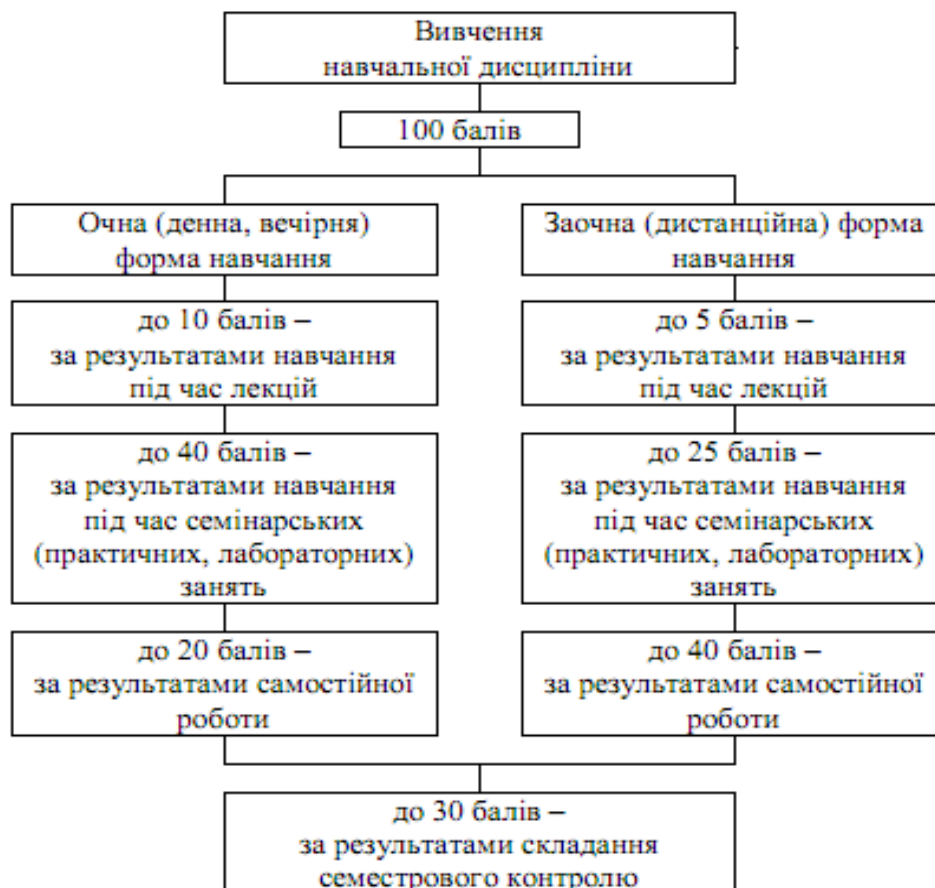 Вивчення
навчальної дисципліни
100 балів
Очна (денна, вечірня)
форма навчання
до 10 балів –
за результатами навчання
під час лекцій
до 40 балів –
за результатами навчання
під час семінарських
(практичних, лабораторних)
занять
до 20 балів –
за результатами самостійної
роботи
Заочна (дистанційна) форма
навчання
до 5 балів –
за результатами навчання
під час лекцій
до 25 балів –
за результатами навчання
під час семінарських
(практичних, лабораторних)
занять
до 40 балів –
за результатами самостійної
роботи
до 30 балів –
за результатами складання
семестрового контролю